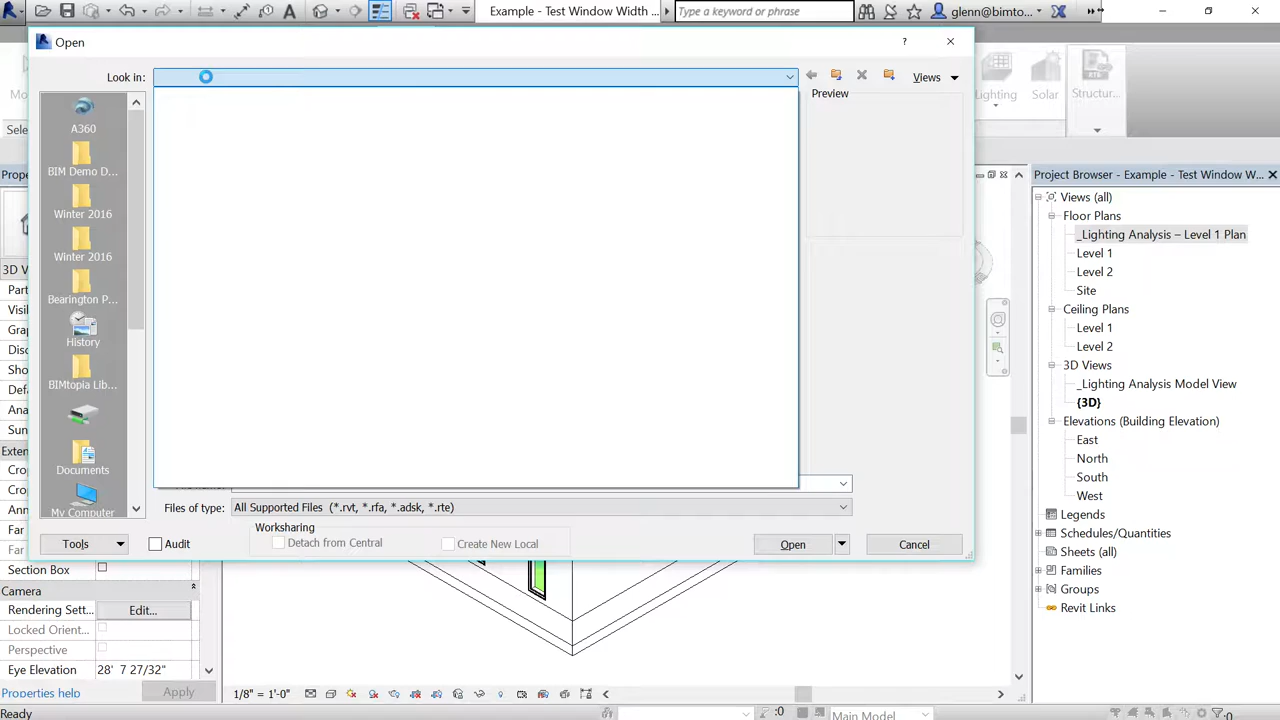 Example - Test Window Width ...
Type a keyword or phrase
glenn@bimto...
Open
?
Look in:
Views
Preview
A360
BIM Demo D...
Winter 2016
Winter 2016
Bearington P...
History
BIMtopia Lib...
Documents
My Computer
Files of type:
All Supported Files (*.rvt, *.rfa, *.adsk, *.rte)
Worksharing
Tools
Audit
Detach from Central
Create New Local
Open
Cancel
Lighting
Solar
Structur...
Project Browser - Example - Test Window W...
Views (all)
Floor Plans
_Lighting Analysis – Level 1 Plan
Level 1
Level 2
Site
Ceiling Plans
Level 1
Level 2
3D Views
_Lighting Analysis Model View
{3D}
Elevations (Building Elevation)
East
North
South
West
Legends
Schedules/Quantities
Sheets (all)
Families
Groups
Revit Links
Section Box
Camera
Rendering Sett...
Edit...
Locked Orient...
Perspective
Eye Elevation
28' 7 27/32"
Properties help
Apply
1/8" = 1'-0"
Ready
:0
Main Model
:0